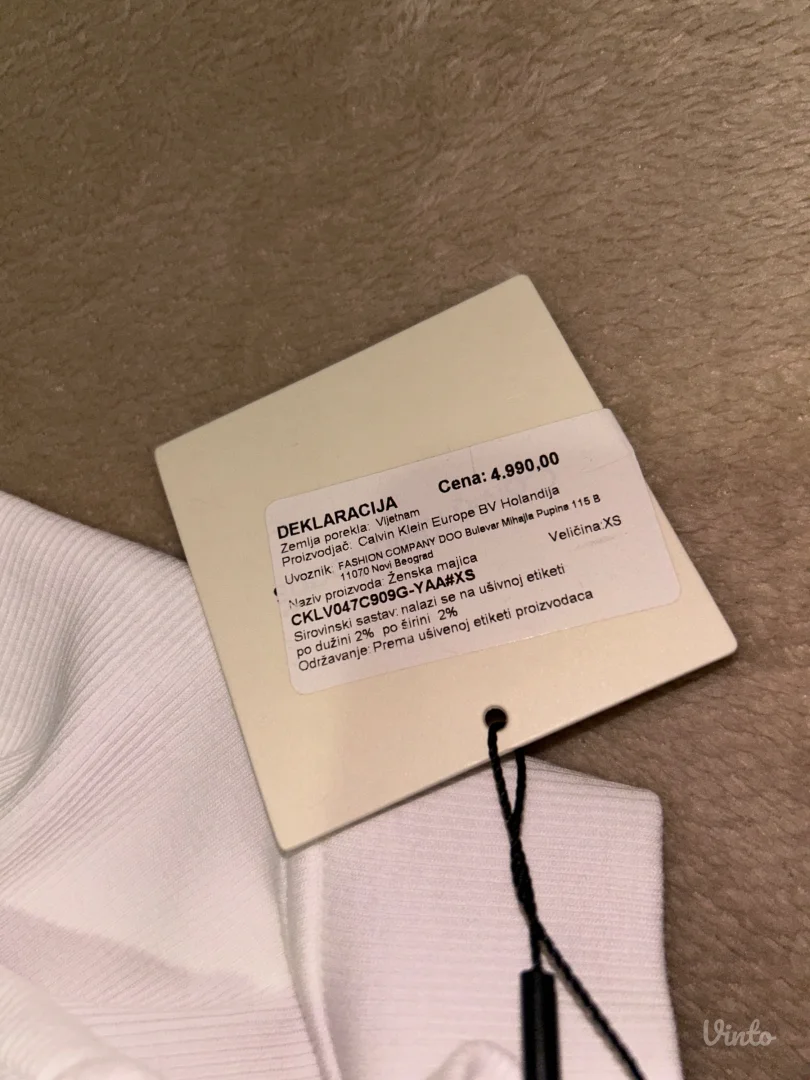 DEKLARACIJA Cena: 4.990,00
Zemlja porekla: Vijetnam
Proizvodjač: Calvin Klein Europe BV Holandija
Uvoznik: FASHION COMPANY DOO Bulevar Mihajla Pupina 115 B
11070 Novi Beograd
Veličina:XS
Naziv proizvoda: Ženska majica
CKLV047C909G-YAA#XS
Sirovinski sastav: nalazi se na ušivnoj etiketi
po dužini 2% po širini 2%
Održavanje: Prema ušivenoj etiketi proizvodaca
Vinto